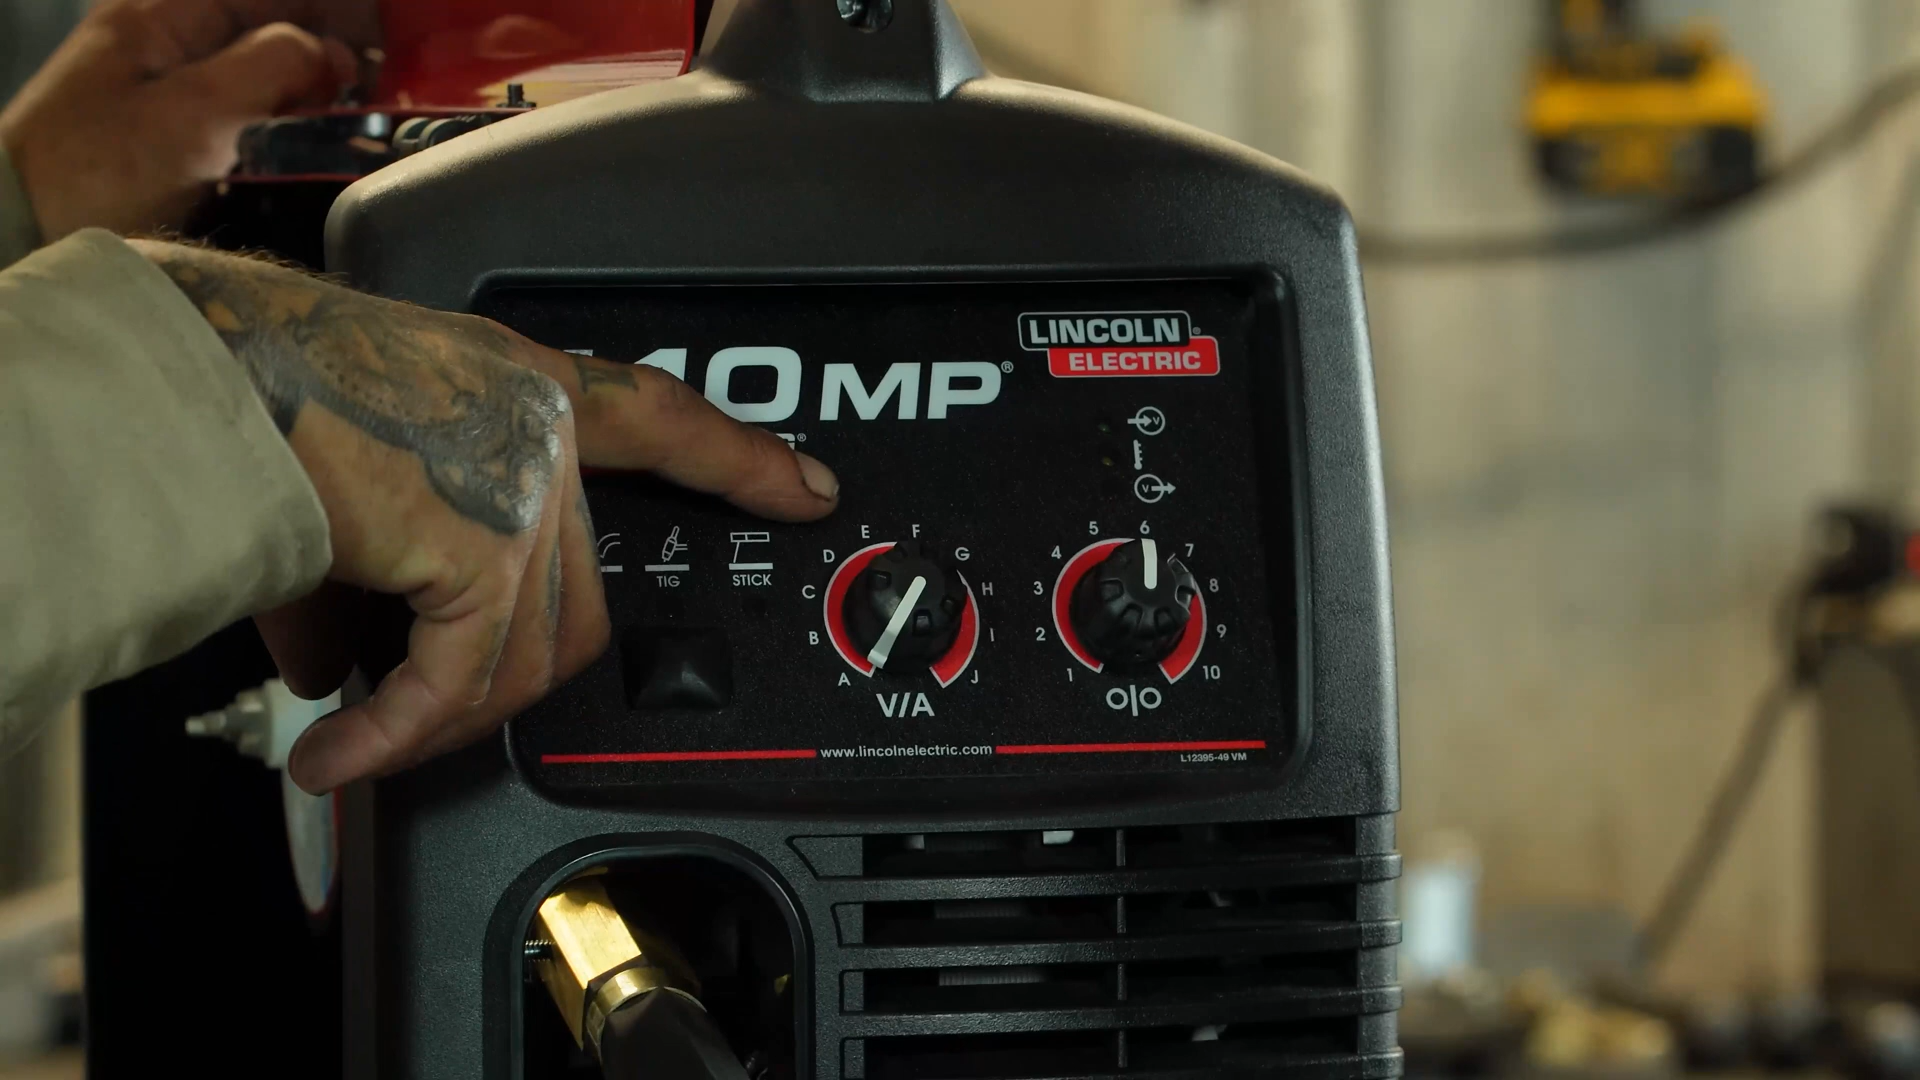 LINCOLN®
ELECTRIC
10 MP®
G®
TIG
STICK
A B C D E F G H I J
V/A
1 2 3 4 5 6 7 8 9 10
V
V
o|o
www.lincolnelectric.com
L12395-49 VM